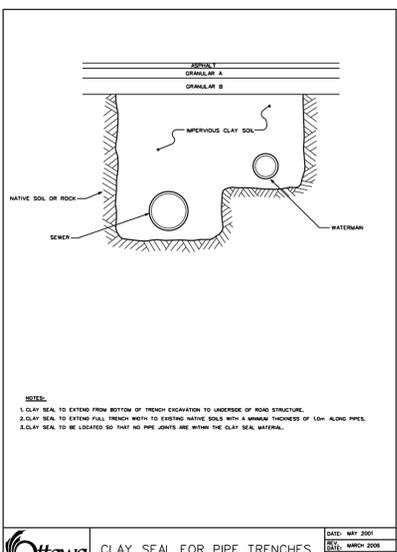 ASPHALT
GRANULAR A
GRANULAR B
IMPERVIOUS CLAY SOIL
NATIVE SOIL OR ROCK
WATERMAIN
SEWER
NOTES:
1. CLAY SEAL TO EXTEND FROM BOTTOM OF TRENCH EXCAVATION TO UNDERSIDE OF ROAD STRUCTURE.
2. CLAY SEAL TO EXTEND FULL TRENCH WIDTH TO EXISTING NATIVE SOILS WITH A MINIMUM THICKNESS OF 1.0m ALONG PIPES.
3. CLAY SEAL TO BE LOCATED SO THAT NO PIPE JOINTS ARE WITHIN THE CLAY SEAL MATERIAL.
Ottawa
CLAY SEAL FOR PIPE TRENCHES
DATE: MAY 2001
REV. DATE: MARCH 2006